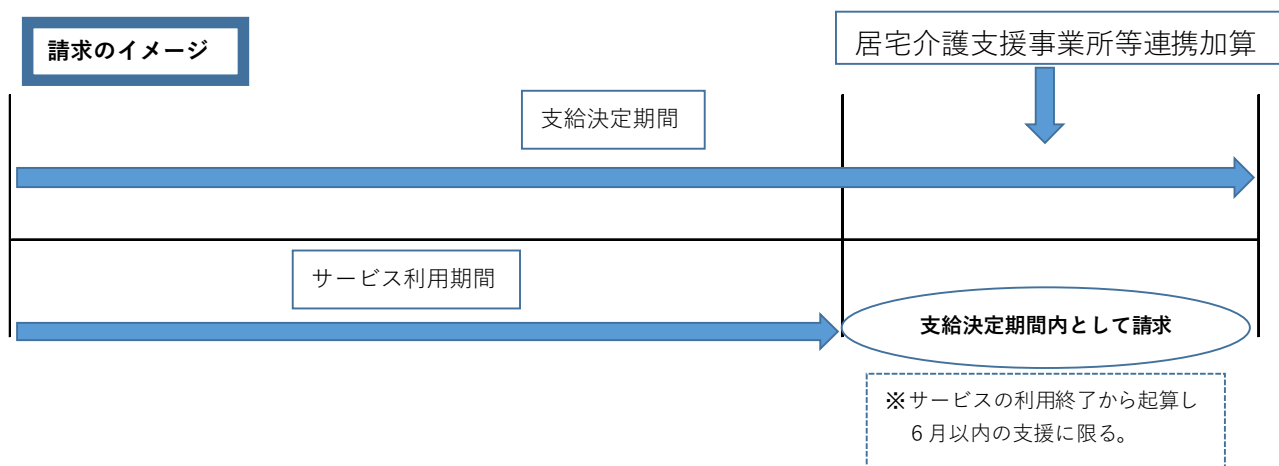 請求のイメージ
居宅介護支援事業所等連携加算
支給決定期間
サービス利用期間
支給決定期間内として請求
※サービスの利用終了から起算し
６月以内の支援に限る。